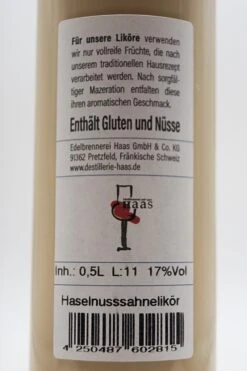 Für unsere Liköre verwenden
wir nur vollreife Früchte, die nach
unserem traditionellen Hausrezept
verarbeitet werden. Nach sorgfäl-
tiger Mazeration entfalten diese
ihren aromatischen Geschmack.
Enthält Gluten und Nüsse
Edelbrennerei Haas GmbH & Co. KG
91362 Pretzfeld, Fränkische Schweiz
www.destillerie-haas.de
Haas
Inh.: 0,5L L:11 17%Vol
Haselnusssahnelikör
4 250487 602815